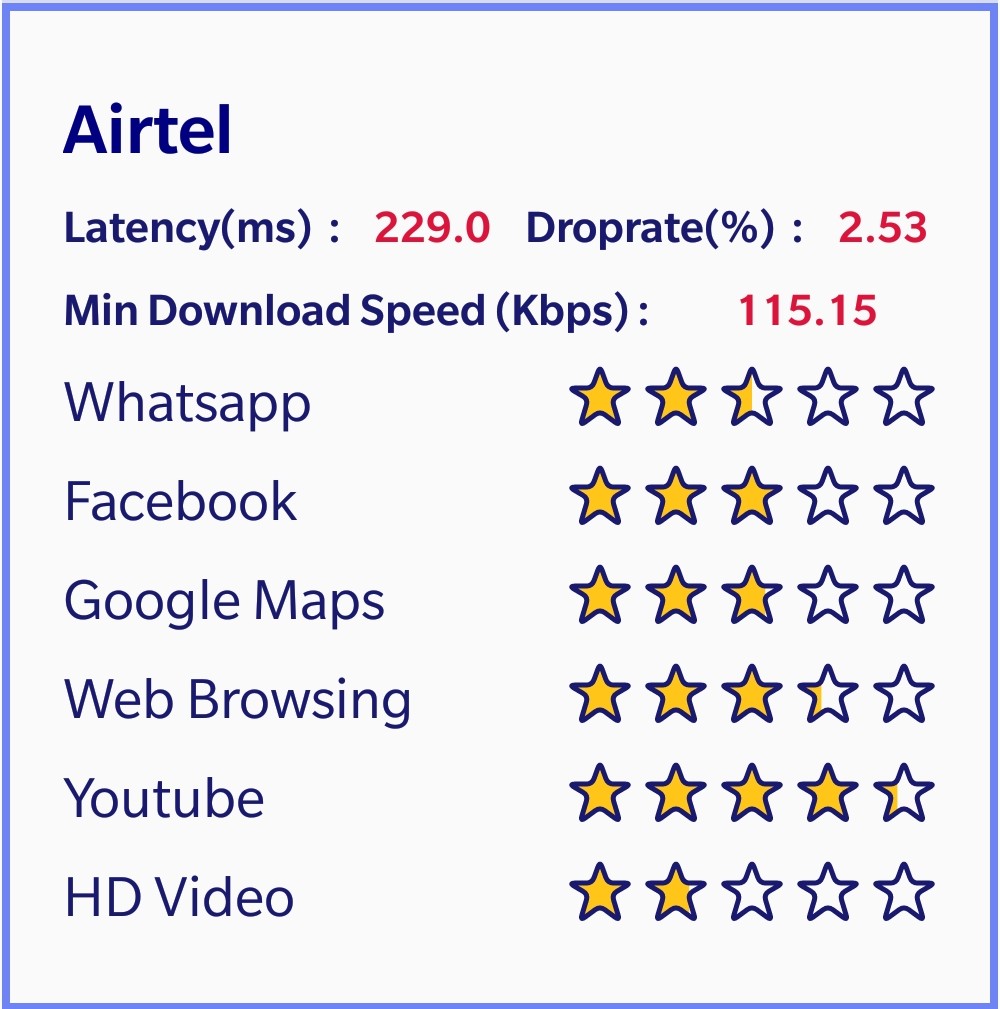 Airtel
Latency(ms) : 229.0 Droprate(%) : 2.53
Min Download Speed (Kbps) : 115.15
Whatsapp
Facebook
Google Maps
Web Browsing
Youtube
HD Video